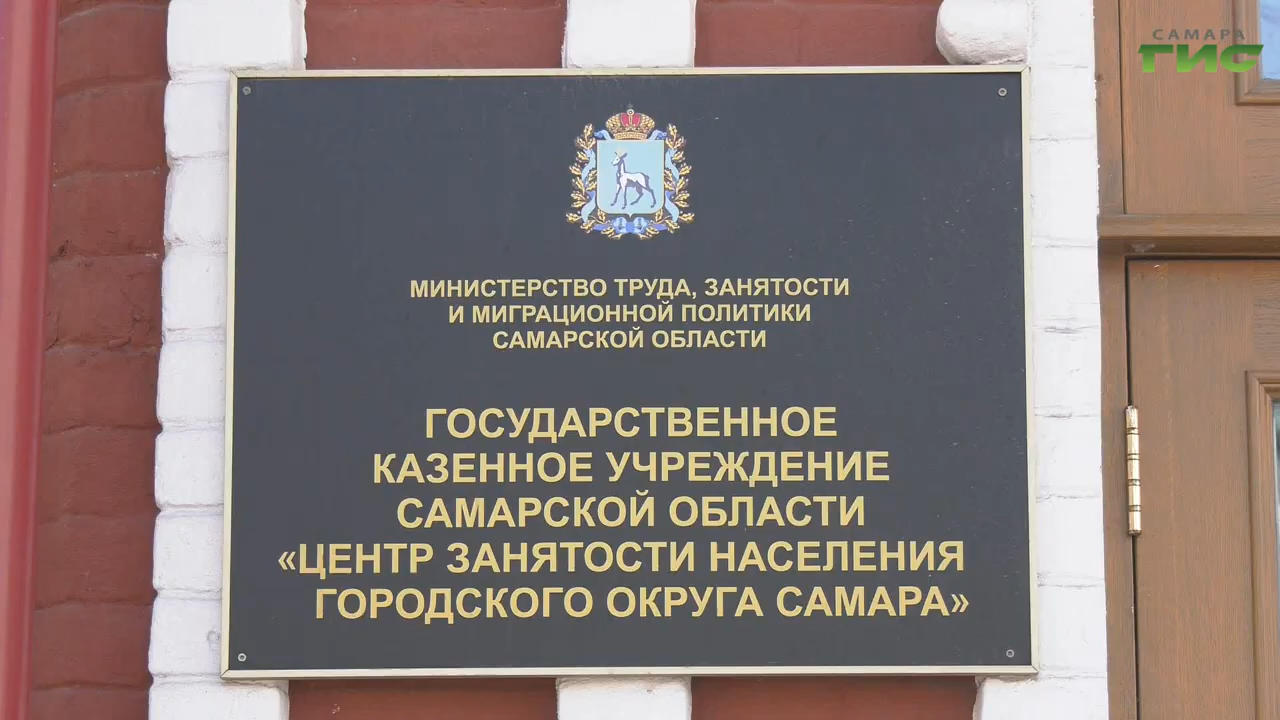 САМАРА
ГИС
МИНИСТЕРСТВО ТРУДА, ЗАНЯТОСТИ
И МИГРАЦИОННОЙ ПОЛИТИКИ
САМАРСКОЙ ОБЛАСТИ
ГОСУДАРСТВЕННОЕ
КАЗЕННОЕ УЧРЕЖДЕНИЕ
САМАРСКОЙ ОБЛАСТИ
«ЦЕНТР ЗАНЯТОСТИ НАСЕЛЕНИЯ
ГОРОДСКОГО ОКРУГА САМАРА»